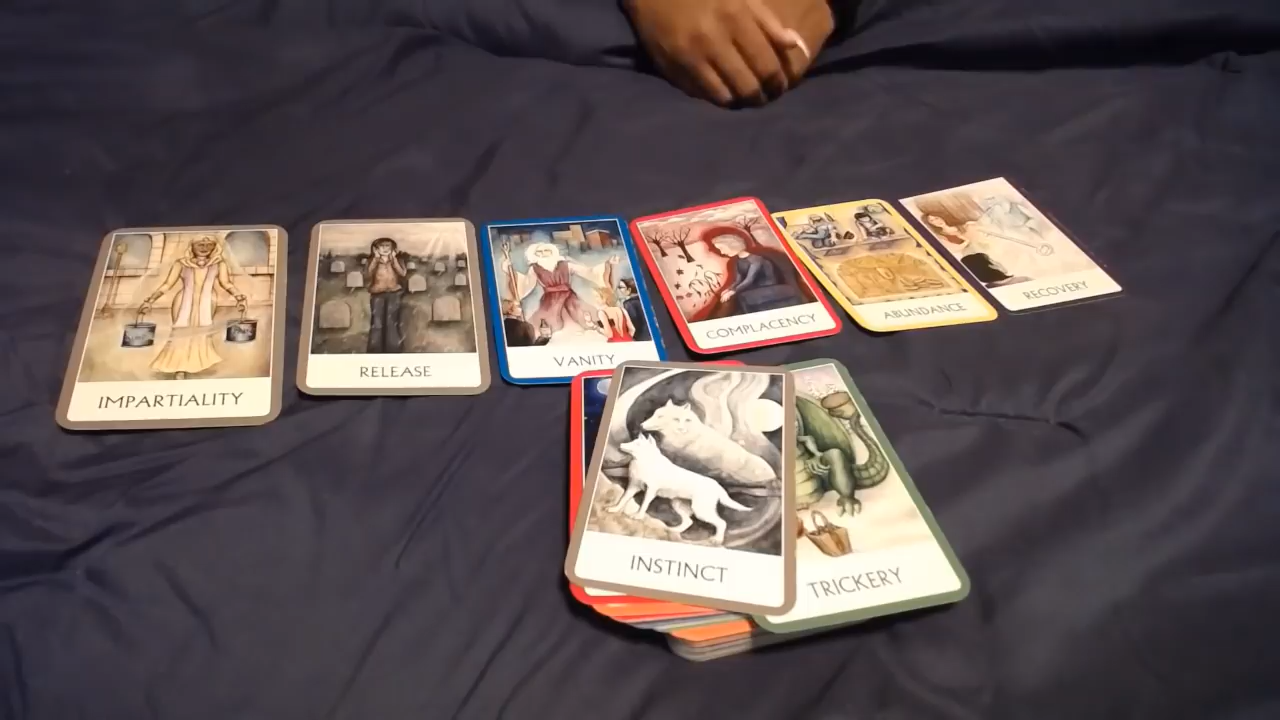 IMPARTIALITY
RELEASE
VANITY
COMPLACENCY
ABUNDANCE
RECOVERY
INSTINCT
TRICKERY